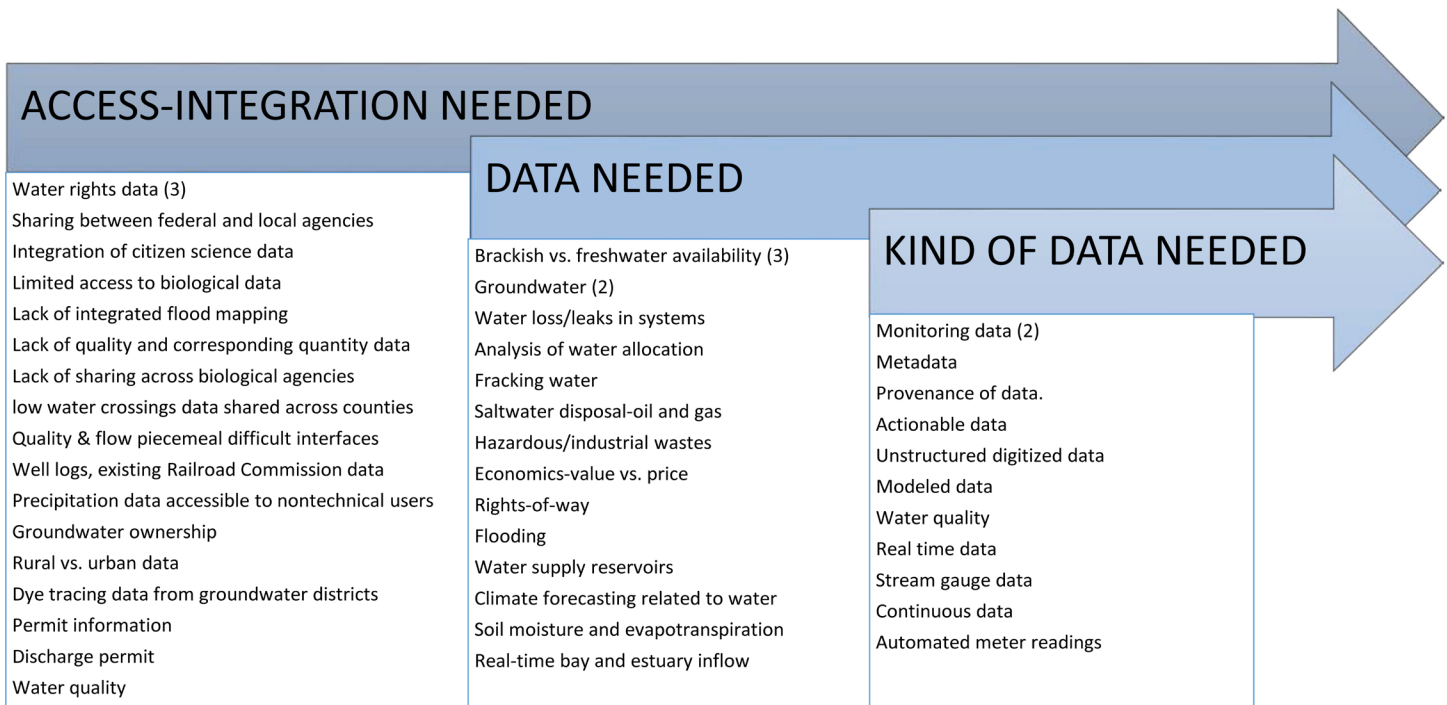 ACCESS-INTEGRATION NEEDED
Water rights data (3)
Sharing between federal and local agencies
Integration of citizen science data
Limited access to biological data
Lack of integrated flood mapping
Lack of quality and corresponding quantity data
Lack of sharing across biological agencies
low water crossings data shared across counties
Quality & flow piecemeal difficult interfaces
Well logs, existing Railroad Commission data
Precipitation data accessible to nontechnical users
Groundwater ownership
Rural vs. urban data
Dye tracing data from groundwater districts
Permit information
Discharge permit
Water quality
DATA NEEDED
Brackish vs. freshwater availability (3)
Groundwater (2)
Water loss/leaks in systems
Analysis of water allocation
Fracking water
Saltwater disposal-oil and gas
Hazardous/industrial wastes
Economics-value vs. price
Rights-of-way
Flooding
Water supply reservoirs
Climate forecasting related to water
Soil moisture and evapotranspiration
Real-time bay and estuary inflow
KIND OF DATA NEEDED
Monitoring data (2)
Metadata
Provenance of data.
Actionable data
Unstructured digitized data
Modeled data
Water quality
Real time data
Stream gauge data
Continuous data
Automated meter readings